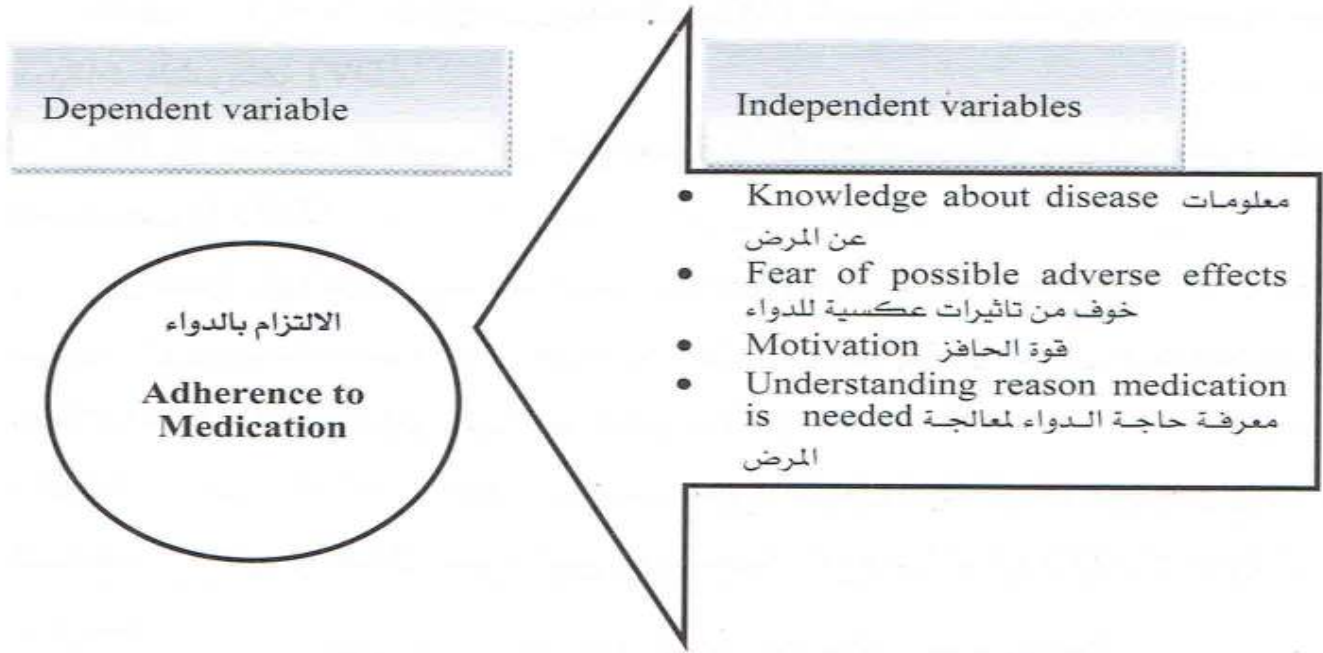 Dependent variable
الالتزام بالدواء
Adherence to
Medication
Independent variables
• Knowledge about disease معلومات
عن المرض
• Fear of possible adverse effects
خوف من تاثيرات عكسية للدواء
• Motivation قوة الحافز
• Understanding reason medication
is needed معرفة حاجة الدواء لمعالجة
المرض